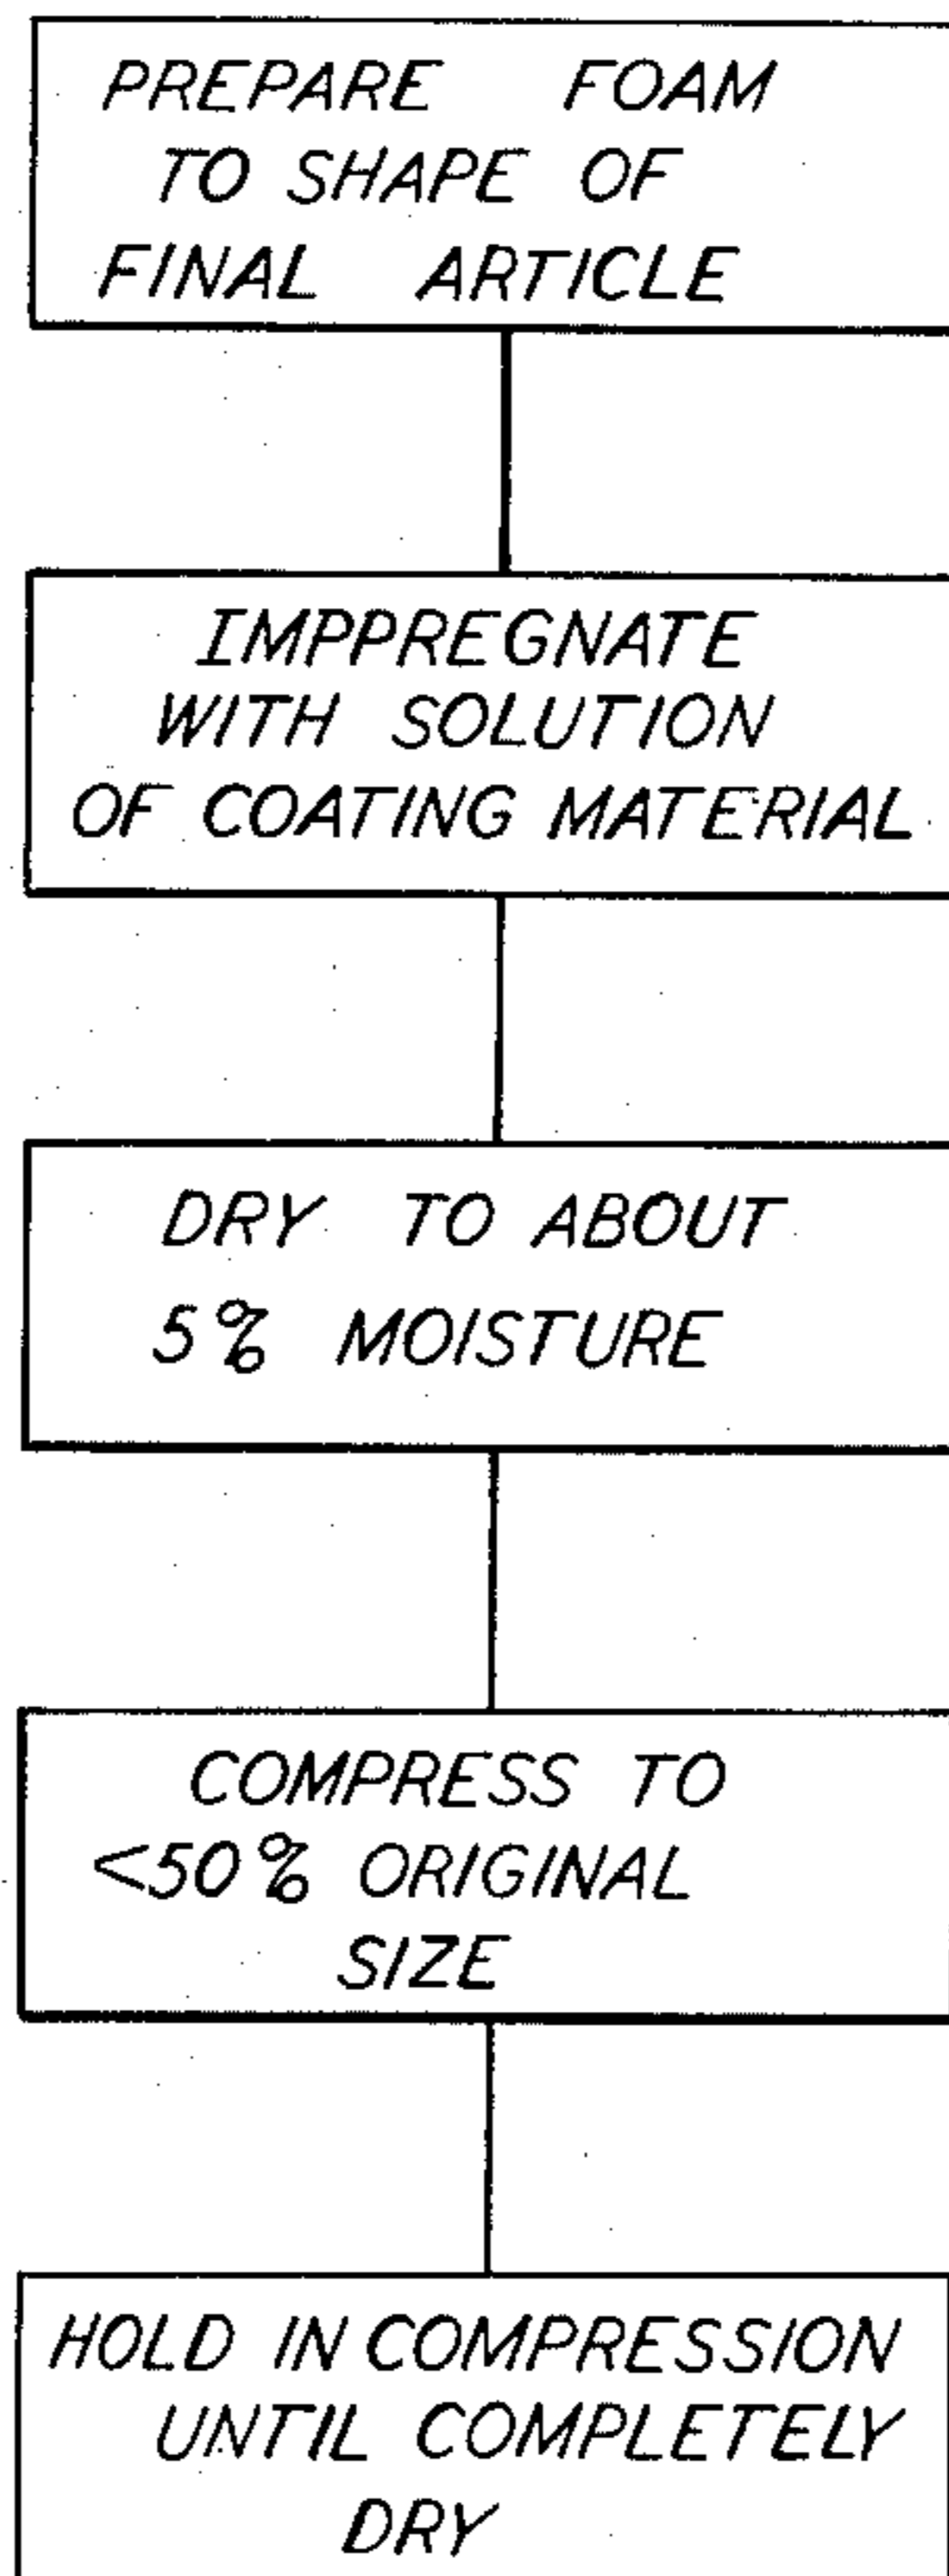 PREPARE FOAM
TO SHAPE OF
FINAL ARTICLE
IMPPREGNATE
WITH SOLUTION
OF COATING MATERIAL
DRY TO ABOUT
5% MOISTURE
COMPRESS TO
<50% ORIGINAL
SIZE
HOLD IN COMPRESSION
UNTIL COMPLETELY
DRY